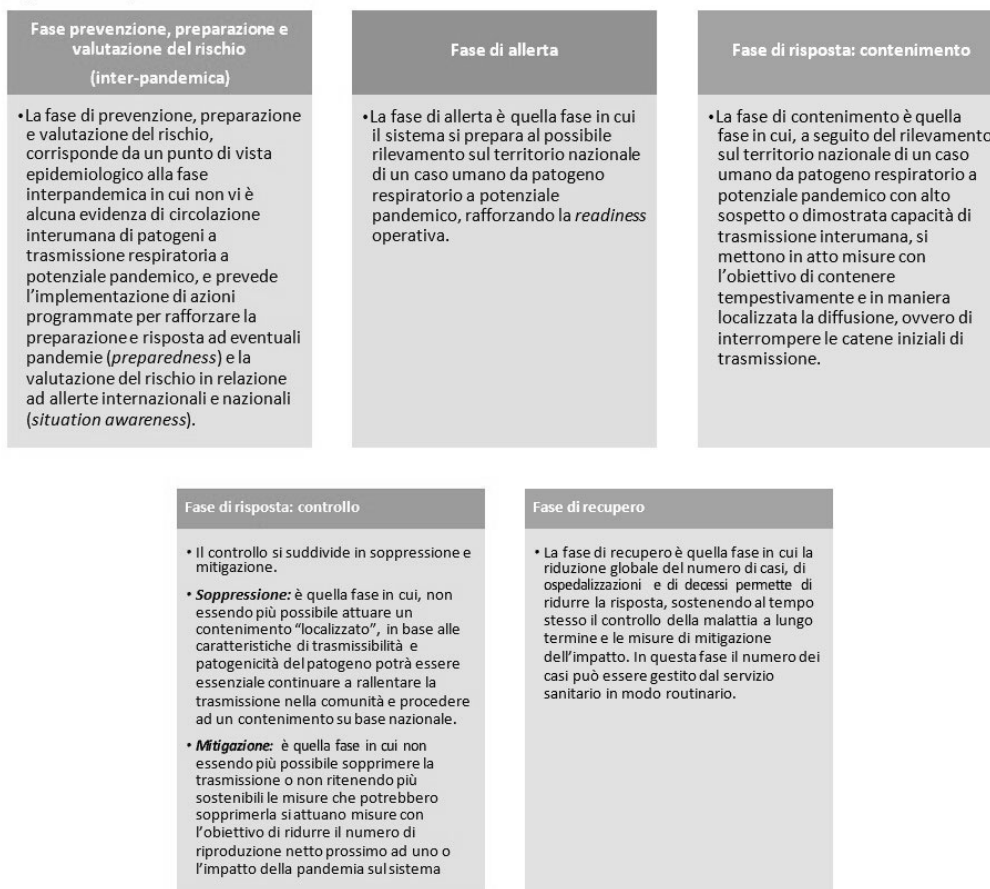 Fase prevenzione, preparazione e
valutazione del rischio
(inter-pandemica)
•La fase di prevenzione, preparazione
e valutazione del rischio,
corrisponde da un punto di vista
epidemiologico alla fase
interpandemica in cui non vi è
alcuna evidenza di circolazione
interumana di patogeni a
trasmissione respiratoria a
potenziale pandemico, e prevede
l'implementazione di azioni
programmate per rafforzare la
preparazione e risposta ad eventuali
pandemie (preparedness) e la
valutazione del rischio in relazione
ad allerte internazionali e nazionali
(situation awareness).
Fase di allerta
•La fase di allerta è quella fase in cui
il sistema si prepara al possibile
rilevamento sul territorio nazionale
di un caso umano da patogeno
respiratorio a potenziale
pandemico, rafforzando la readiness
operativa.
Fase di risposta: contenimento
•La fase di contenimento è quella
fase in cui, a seguito del rilevamento
sul territorio nazionale di un caso
umano da patogeno respiratorio a
potenziale pandemico con alto
sospetto o dimostrata capacità di
trasmissione interumana, si
mettono in atto misure con
l'obiettivo di contenere
tempestivamente e in maniera
localizzata la diffusione, ovvero di
interrompere le catene iniziali di
trasmissione.
Fase di risposta: controllo
• Il controllo si suddivide in soppressione e
mitigazione.
• Soppressione: è quella fase in cui, non
essendo più possibile attuare un
contenimento "localizzato", in base alle
caratteristiche di trasmissibilità e
patogenicità del patogeno potrà essere
essenziale continuare a rallentare la
trasmissione nella comunità e procedere
ad un contenimento su base nazionale.
• Mitigazione: è quella fase in cui non
essendo più possibile sopprimere la
trasmissione o non ritenendo più
sostenibili le misure che potrebbero
sopprimerla si attuano misure con
l'obiettivo di ridurre il numero di
riproduzione netto prossimo ad uno o
l'impatto della pandemia sul sistema
Fase di recupero
• La fase di recupero è quella fase in cui la
riduzione globale del numero di casi, di
ospedalizzazioni e di decessi permette di
ridurre la risposta, sostenendo al tempo
stesso il controllo della malattia a lungo
termine e le misure di mitigazione
dell'impatto. In questa fase il numero dei
casi può essere gestito dal servizio
sanitario in modo routinario.